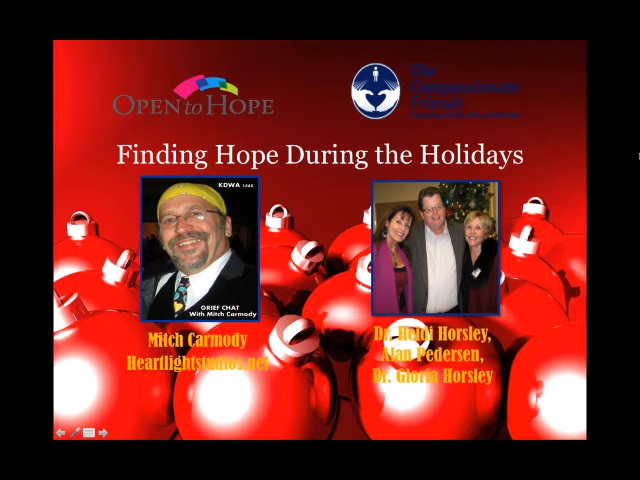 OPEN to HOPE
The
Compassionate
Friends
Finding Hope During the Holidays
KDWA 1460
GRIEF CHAT
With Mitch Carmody
Mitch Carmody
Heartlightstudios.net
Dr. Heidi Horsley,
Alan Pedersen,
Dr. Gloria Horsley